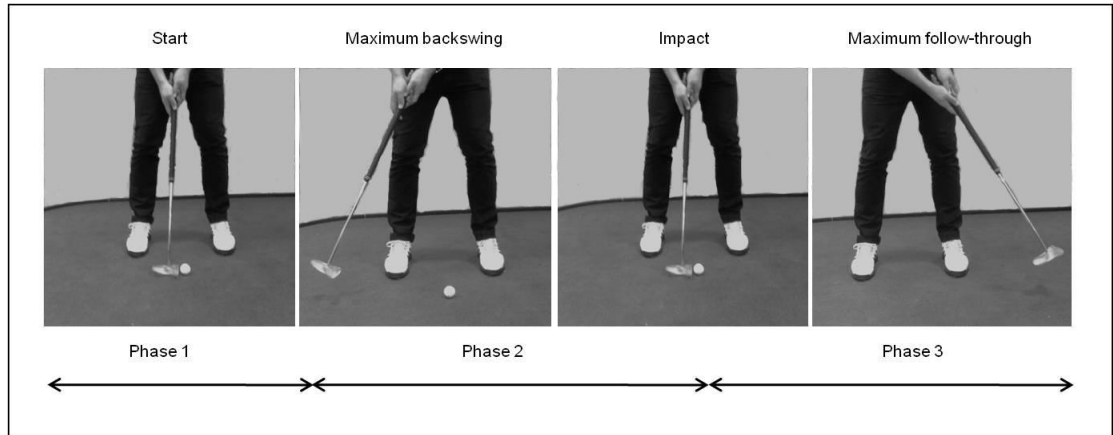 Start Maximum backswing Impact Maximum follow-through
Phase 1 Phase 2 Phase 3